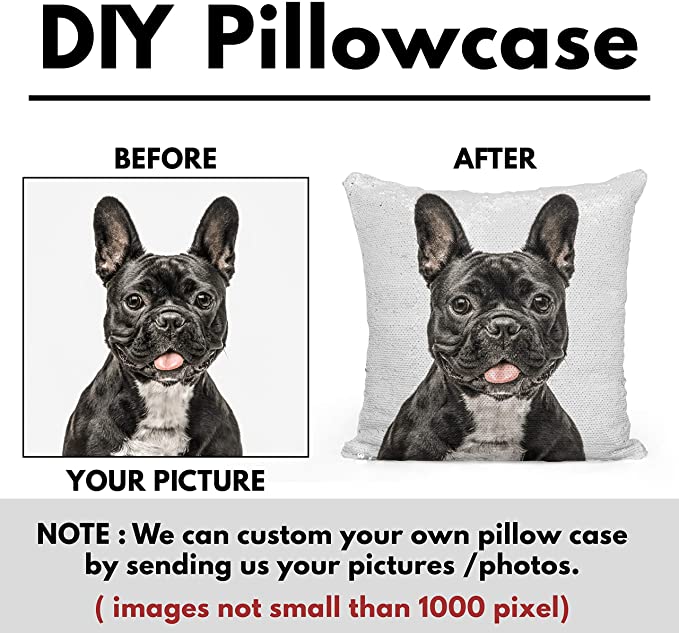 DIY Pillowcase
BEFORE
AFTER
YOUR PICTURE
NOTE : We can custom your own pillow case
by sending us your pictures /photos.
( images not small than 1000 pixel)